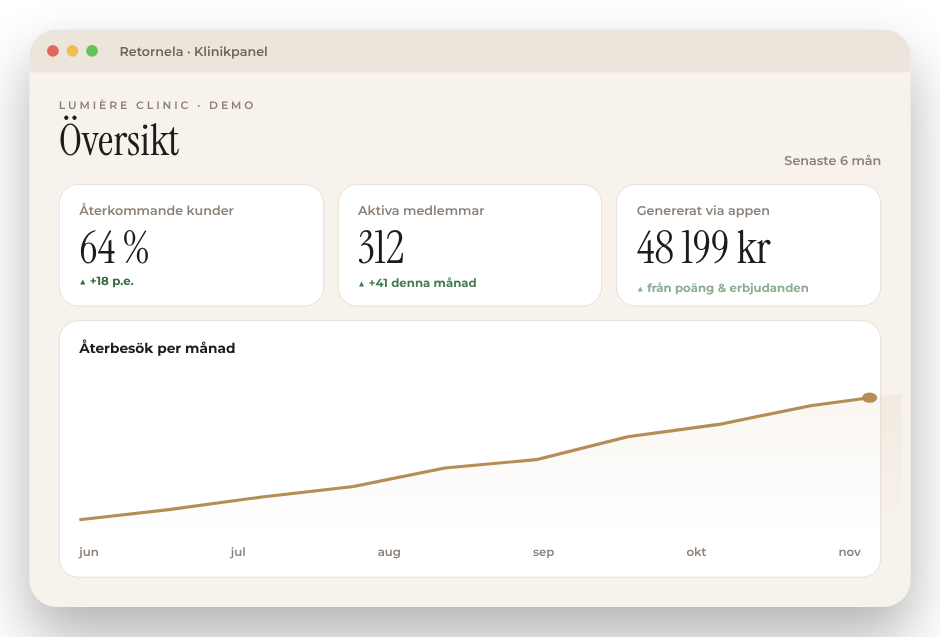 Retornela · Klinikpanel
LUMIÈRE CLINIC · DEMO
Översikt
Senaste 6 mån
Återkommande kunder
64 %
▲ +18 p.e.
Aktiva medlemmar
312
▲ +41 denna månad
Genererat via appen
48 199 kr
▲ från poäng & erbjudanden
Återbesök per månad
jun jul aug sep okt nov